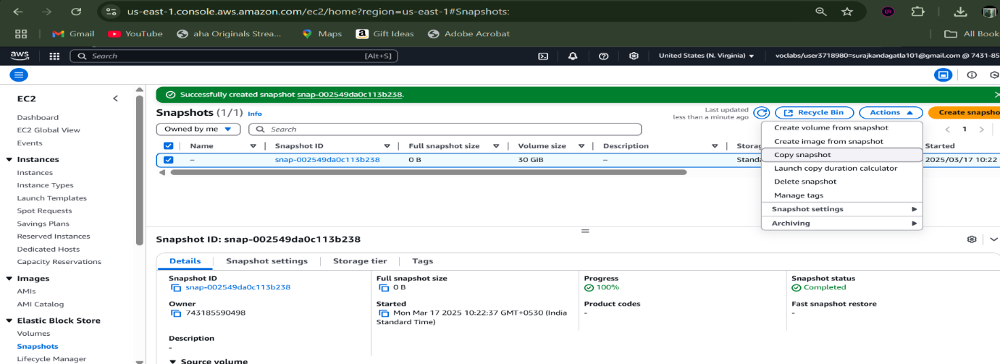 us-east-1.console.aws.amazon.com/ec2/home?region=us-east-1#Snapshots:
Gmail YouTube aha Originals Strea... Maps Gift Ideas Adobe Acrobat All Book
aws Search [Alt+S] United States (N. Virginia) voclabs/user3718980=surajkandagatla101@gmail.com @ 7431-85
EC2
Dashboard
EC2 Global View
Events
Instances
Instances
Instance Types
Launch Templates
Spot Requests
Savings Plans
Reserved Instances
Dedicated Hosts
Capacity Reservations
Images
AMIs
AMI Catalog
Elastic Block Store
Volumes
Snapshots
Lifecycle Manager
Successfully created snapshot snap-002549da0c113b238.
Snapshots (1/1) Info
Last updated
less than a minute ago
Recycle Bin Actions Create snapsho
Owned by me Search 1
Name Snapshot ID Full snapshot size Volume size Description Storag Started
– snap-002549da0c113b238 0 B 30 GiB – Standa 2025/03/17 10:22
Create volume from snapshot
Create image from snapshot
Copy snapshot
Launch copy duration calculator
Delete snapshot
Manage tags
Snapshot settings
Archiving
Snapshot ID: snap-002549da0c113b238
Details Snapshot settings Storage tier Tags
Snapshot ID
snap-002549da0c113b238
Owner
743185590498
Description
-
Full snapshot size
0 B
Started
Mon Mar 17 2025 10:22:37 GMT+0530 (India
Standard Time)
Progress
100%
Product codes
-
Snapshot status
Completed
Fast snapshot restore
-
Source volume